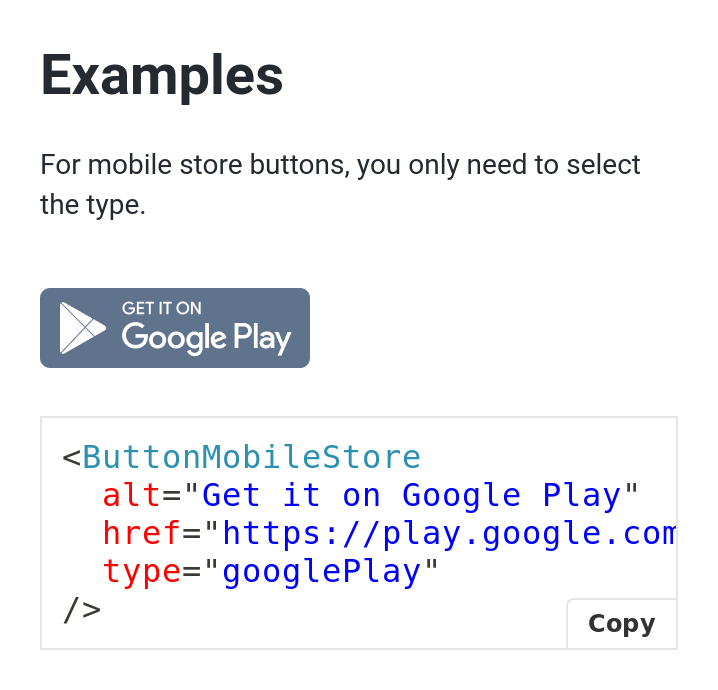 Examples
For mobile store buttons, you only need to select
the type.
GET IT ON
Google Play
<ButtonMobileStore
  alt="Get it on Google Play"
  href="https://play.google.com
  type="googlePlay"
/>
Copy